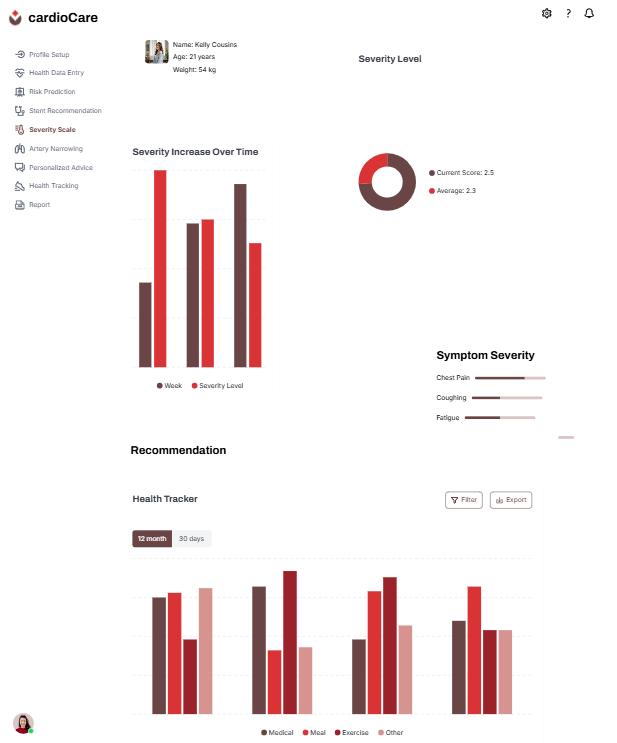 cardioCare
?
Profile Setup
Health Data Entry
Risk Prediction
Stent Recommendation
Severity Scale
Artery Narrowing
Personalized Advice
Health Tracking
Report
Name: Kelly Cousins
Age: 21 years
Weight: 54 kg
Severity Level
Severity Increase Over Time
Current Score: 2.5
Average: 2.3
Week
Severity Level
Symptom Severity
Chest Pain
Coughing
Fatigue
Recommendation
Health Tracker
Filter
Export
12 month
30 days
Medical
Meal
Exercise
Other